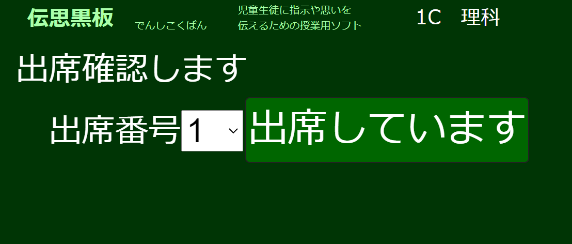 伝思黒板 でんしこくばん 児童生徒に指示や思いを
伝えるための授業用ソフト 1C 理科
出席確認します
出席番号 1 出席しています